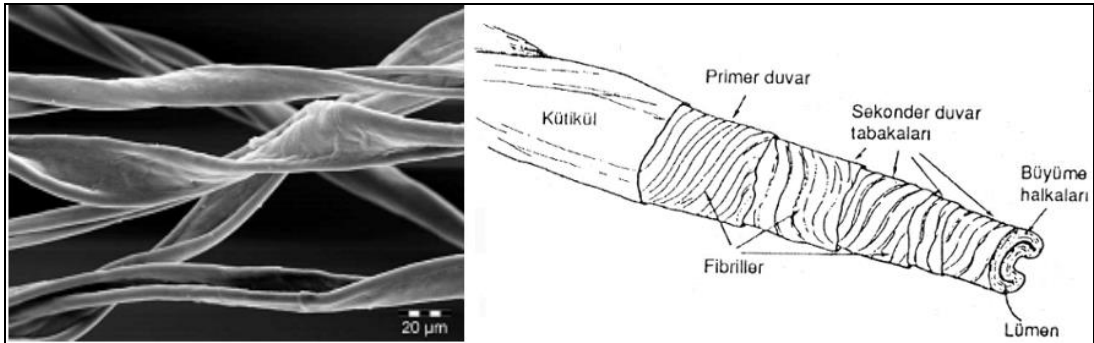 20 µm
Primer duvar
Kütikül
Sekonder duvar
tabakaları
Büyüme
halkaları
Fibriller
Lümen